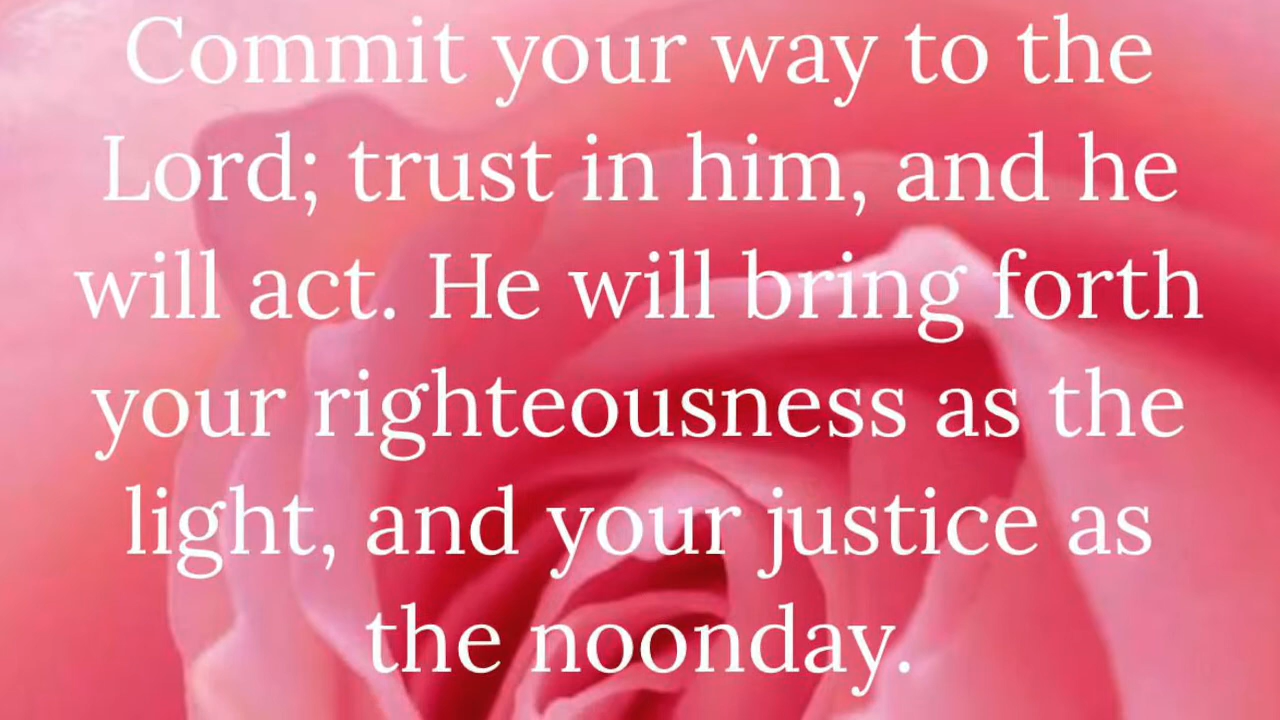 Commit your way to the
Lord; trust in him, and he
will act. He will bring forth
your righteousness as the
light, and your justice as
the noonday.